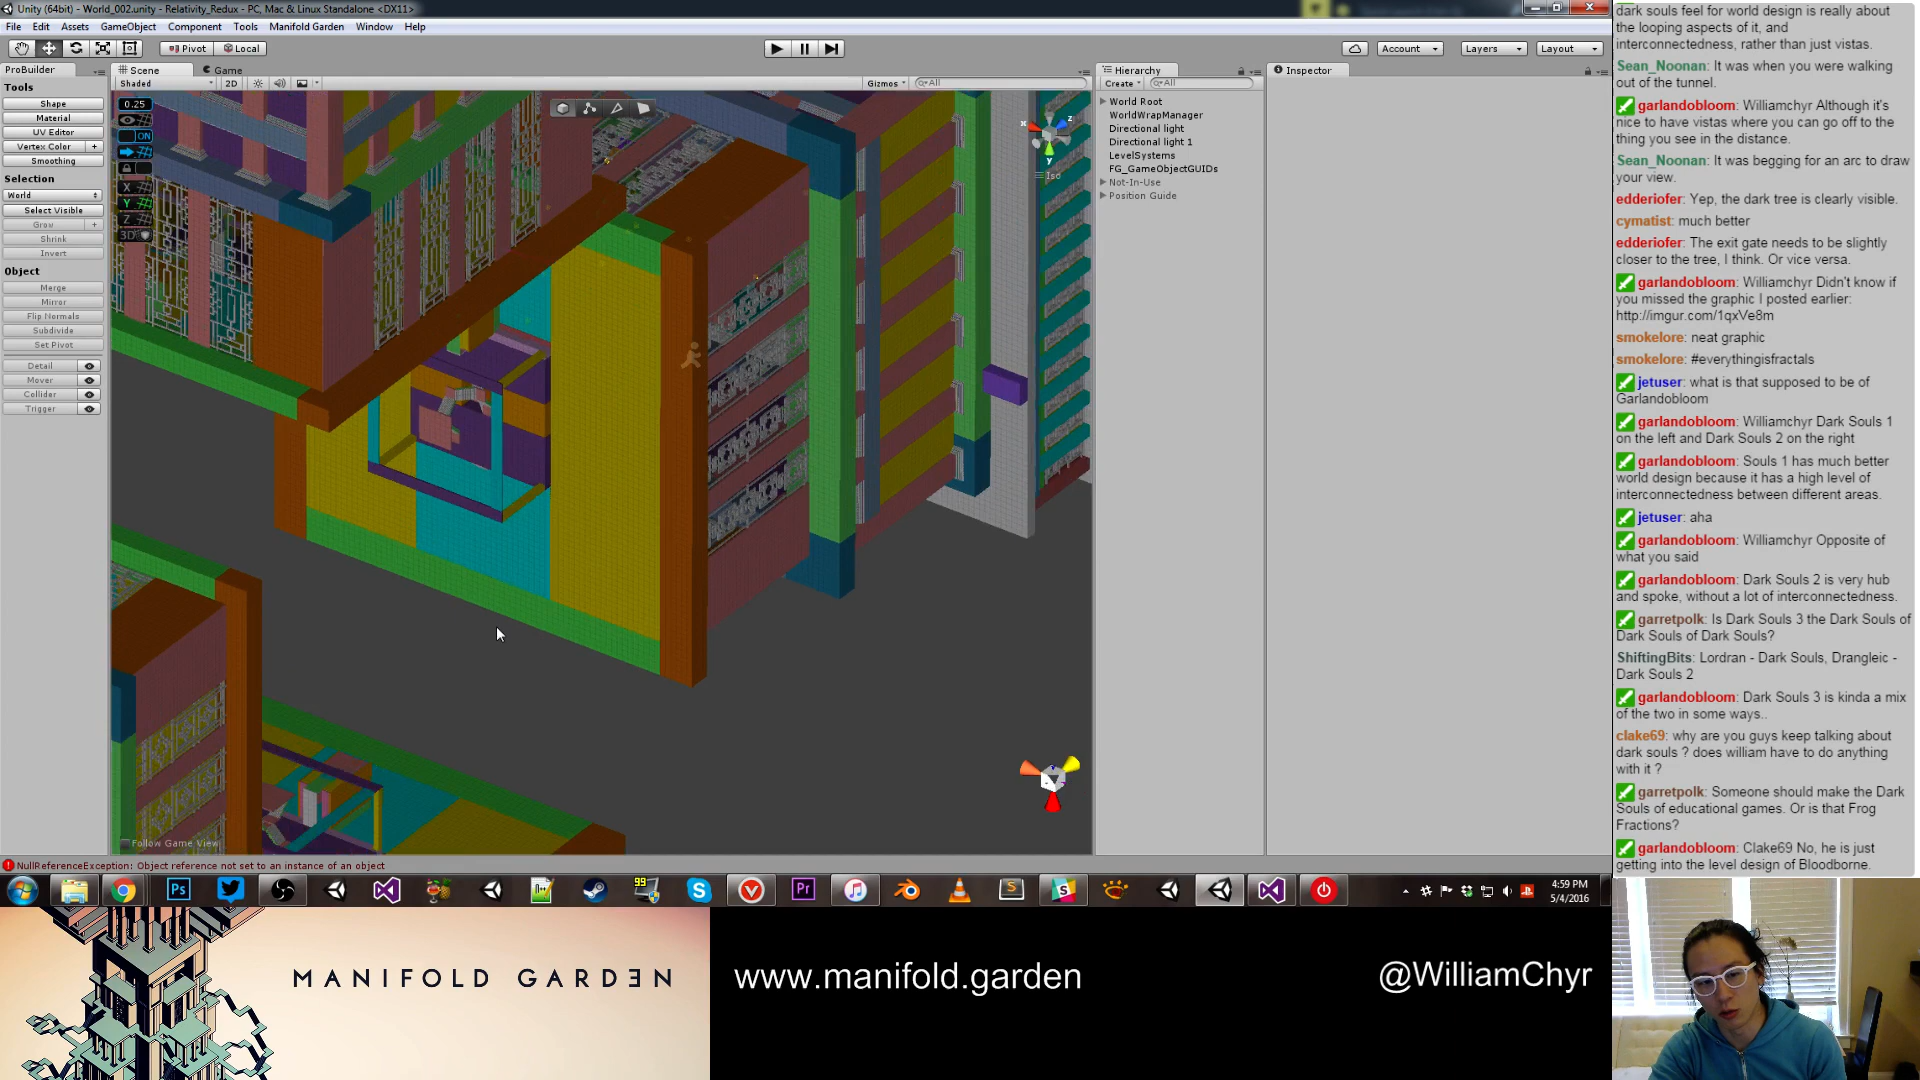 Unity (64bit) - World_002.unity - Relativity_Redux - PC, Mac & Linux Standalone <DX11>
File Edit Assets GameObject Component Tools Manifold Garden Window Help
Pivot Local
Account Layers Layout
ProBuilder
Scene Game
Hierarchy
Inspector
Tools
Shaded 2D
Gizmos All
Create All
Shape
Material
UV Editor
Vertex Color +
Smoothing
Selection
World
Select Visible
Grow +
Shrink
Invert
Object
Merge
Mirror
Flip Normals
Subdivide
Set Pivot
Detail
Mover
Collider
Trigger
0.25
ON
X
Y
Z
3D
x
z
y
Iso
World Root
WorldWrapManager
Directional light
Directional light 1
LevelSystems
FG_GameObjectGUIDs
Not-In-Use
Position Guide
Follow Game View
NullReferenceException: Object reference not set to an instance of an object
dark souls feel for world design is really about
the looping aspects of it, and
interconnectedness, rather than just vistas.
Sean_Noonan: It was when you were walking
out of the tunnel.
garlandobloom: Williamchyr Although it's
nice to have vistas where you can go off to the
thing you see in the distance.
Sean_Noonan: It was begging for an arc to draw
your view.
edderiofer: Yep, the dark tree is clearly visible.
cymatist: much better
edderiofer: The exit gate needs to be slightly
closer to the tree, I think. Or vice versa.
garlandobloom: Williamchyr Didn't know if
you missed the graphic I posted earlier:
http://imgur.com/1qxVe8m
smokelore: neat graphic
smokelore: #everythingisfractals
jetuser: what is that supposed to be of
Garlandobloom
garlandobloom: Williamchyr Dark Souls 1
on the left and Dark Souls 2 on the right
garlandobloom: Souls 1 has much better
world design because it has a high level of
interconnectedness between different areas.
jetuser: aha
garlandobloom: Williamchyr Opposite of
what you said
garlandobloom: Dark Souls 2 is very hub
and spoke, without a lot of interconnectedness.
garretpolk: Is Dark Souls 3 the Dark Souls of
Dark Souls of Dark Souls?
ShiftingBits: Lordran - Dark Souls, Drangleic -
Dark Souls 2
garlandobloom: Dark Souls 3 is kinda a mix
of the two in some ways..
clake69: why are you guys keep talking about
dark souls ? does william have to do anything
with it ?
garretpolk: Someone should make the Dark
Souls of educational games. Or is that Frog
Fractions?
garlandobloom: Clake69 No, he is just
getting into the level design of Bloodborne.
Ps
99
Pr
S
4:59 PM
5/4/2016
MANIFOLD GARDƎN
www.manifold.garden
@WilliamChyr